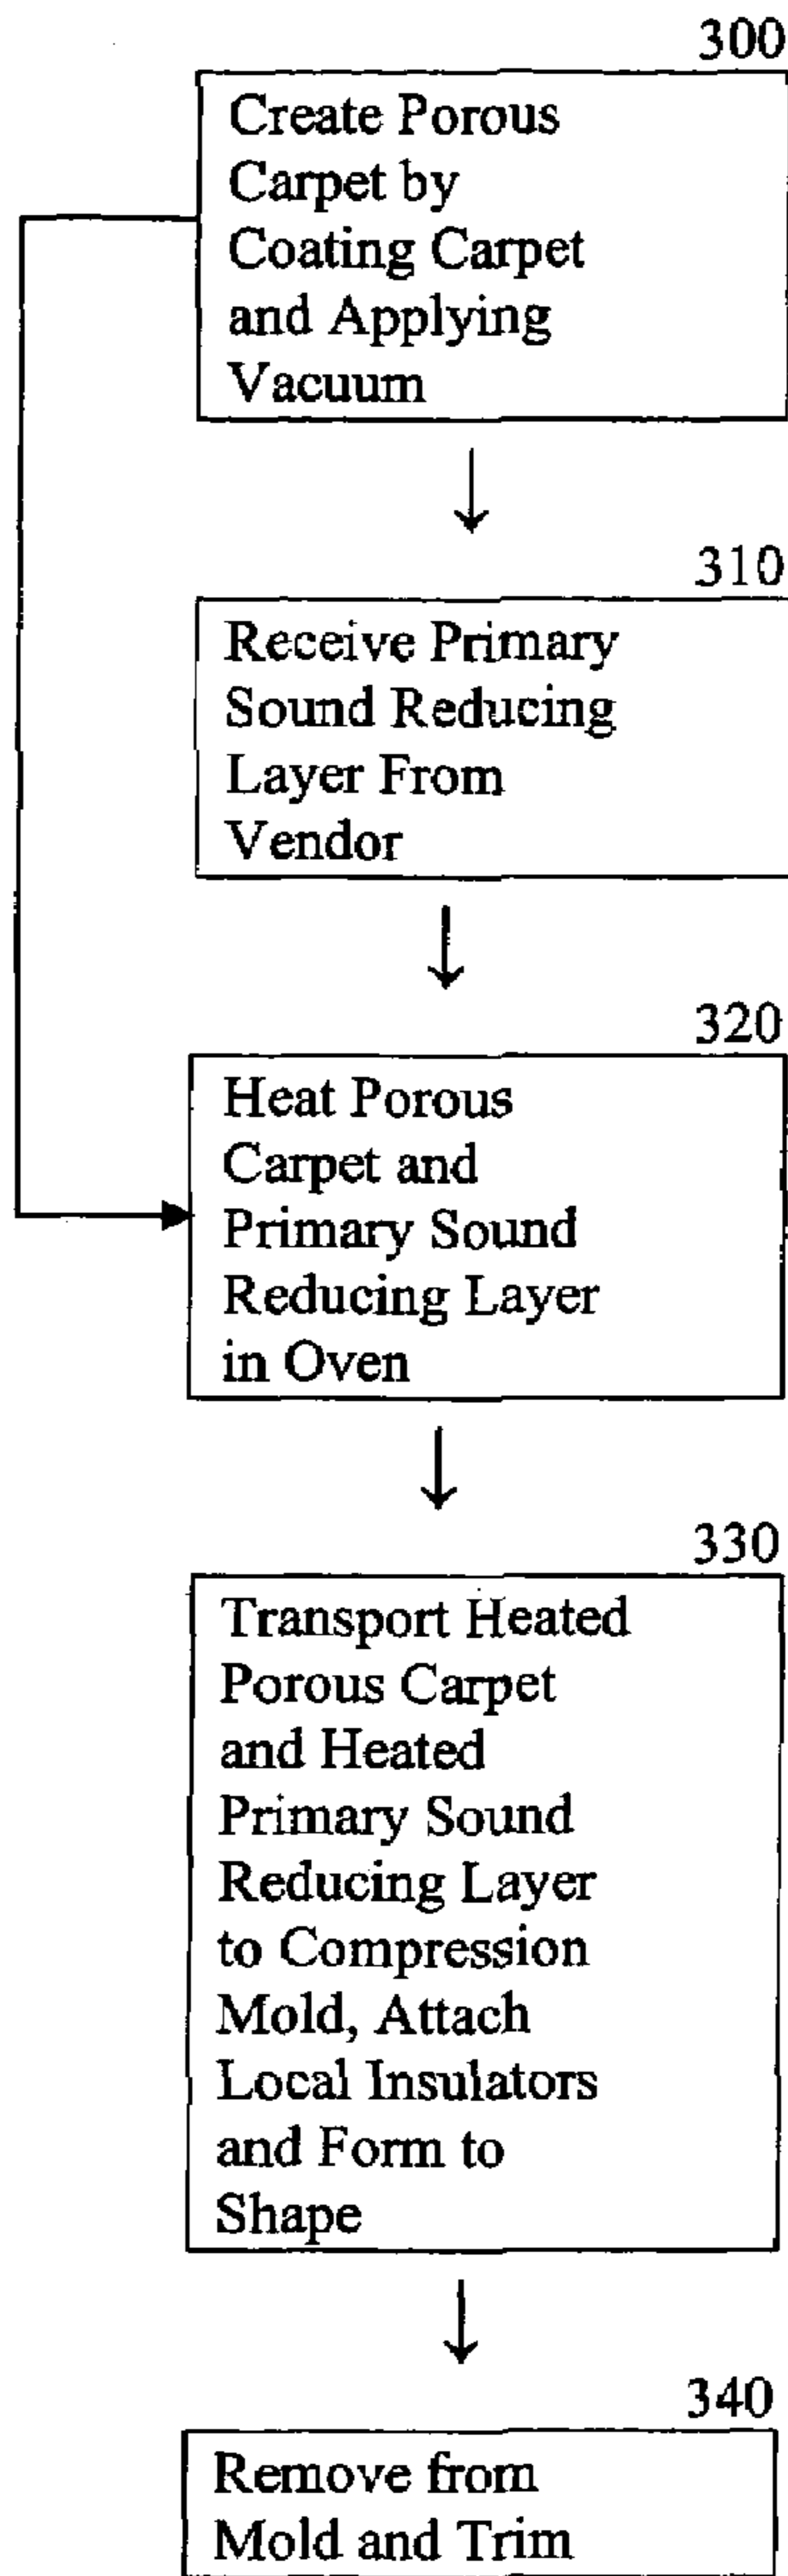 300
Create Porous
Carpet by
Coating Carpet
and Applying
Vacuum
310
Receive Primary
Sound Reducing
Layer From
Vendor
320
Heat Porous
Carpet and
Primary Sound
Reducing Layer
in Oven
330
Transport Heated
Porous Carpet
and Heated
Primary Sound
Reducing Layer
to Compression
Mold, Attach
Local Insulators
and Form to
Shape
340
Remove from
Mold and Trim